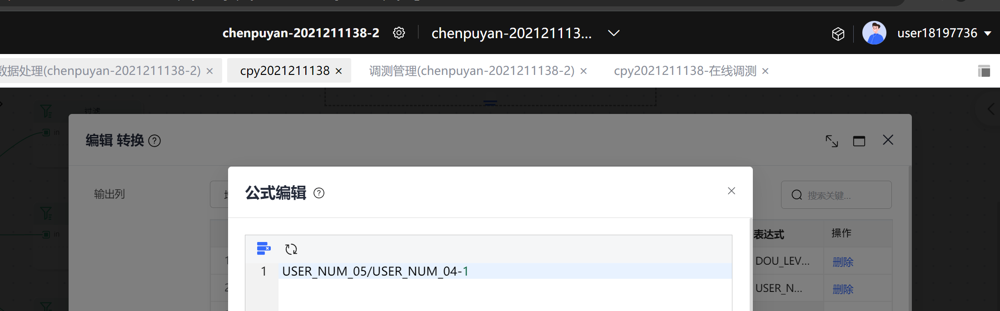 chenpuyan-2021211138-2
chenpuyan-202121113...
user18197736
数据处理(chenpuyan-2021211138-2)
cpy2021211138
调测管理(chenpuyan-2021211138-2)
cpy2021211138-在线调测
过滤
in
编辑 转换
输出列
公式编辑
搜索关键...
表达式
操作
in
1
DOU_LEV...
删除
1
USER_NUM_05/USER_NUM_04-1
2
USER_N...
删除